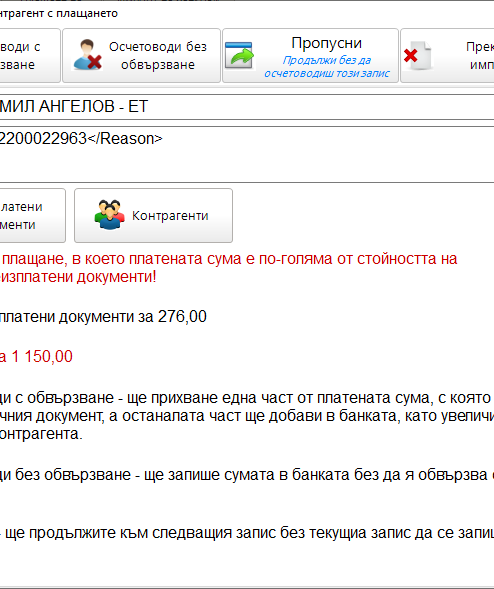 нтрагент с плащането
води с
зване
Осчетоводи без
обвързване
Пропусни
Продължи без да
осчетоводиш този запис
Прек
имп
МИЛ АНГЕЛОВ - ЕТ
2200022963</Reason>
латени
менти
Контрагенти
плащане, в което платената сума е по-голяма от стойността на
изплатени документи!
платени документи за 276,00
а 1 150,00
ди с обвързване - ще прихване една част от платената сума, с която
чния документ, а останалата част ще добави в банката, като увеличи
онтрагента.
ди без обвързване - ще запише сумата в банката без да я обвързва с
- ще продължите към следващия запис без текущиа запис да се запиш